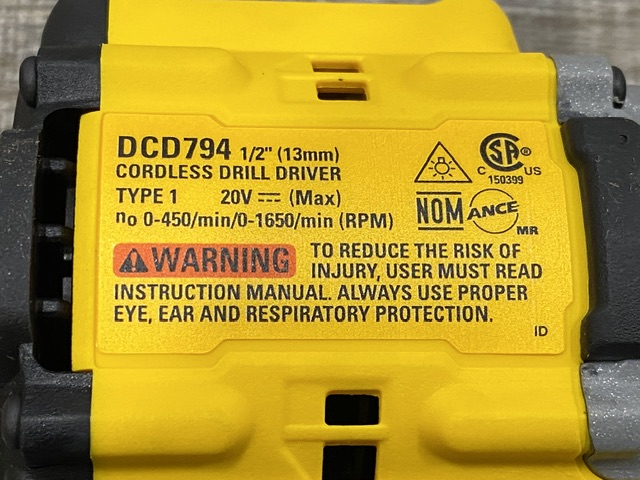 DCD794 1/2" (13mm)
CORDLESS DRILL DRIVER
TYPE 1 20V ⎓ (Max)
no 0-450/min/0-1650/min (RPM)
WARNING TO REDUCE THE RISK OF
INJURY, USER MUST READ
INSTRUCTION MANUAL. ALWAYS USE PROPER
EYE, EAR AND RESPIRATORY PROTECTION.
ID
CSA®
C US
150399
NOM
ANCE
MR